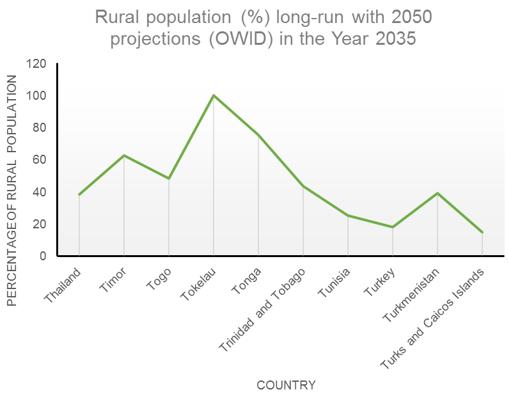 Rural population (%) long-run with 2050
projections (OWID) in the Year 2035
120
100
80
60
40
20
0
PERCENTAGE OF RURAL POPULATION
Thailand
Timor
Togo
Tokelau
Tonga
Trinidad and Tobago
Tunisia
Turkey
Turkmenistan
Turks and Caicos Islands
COUNTRY